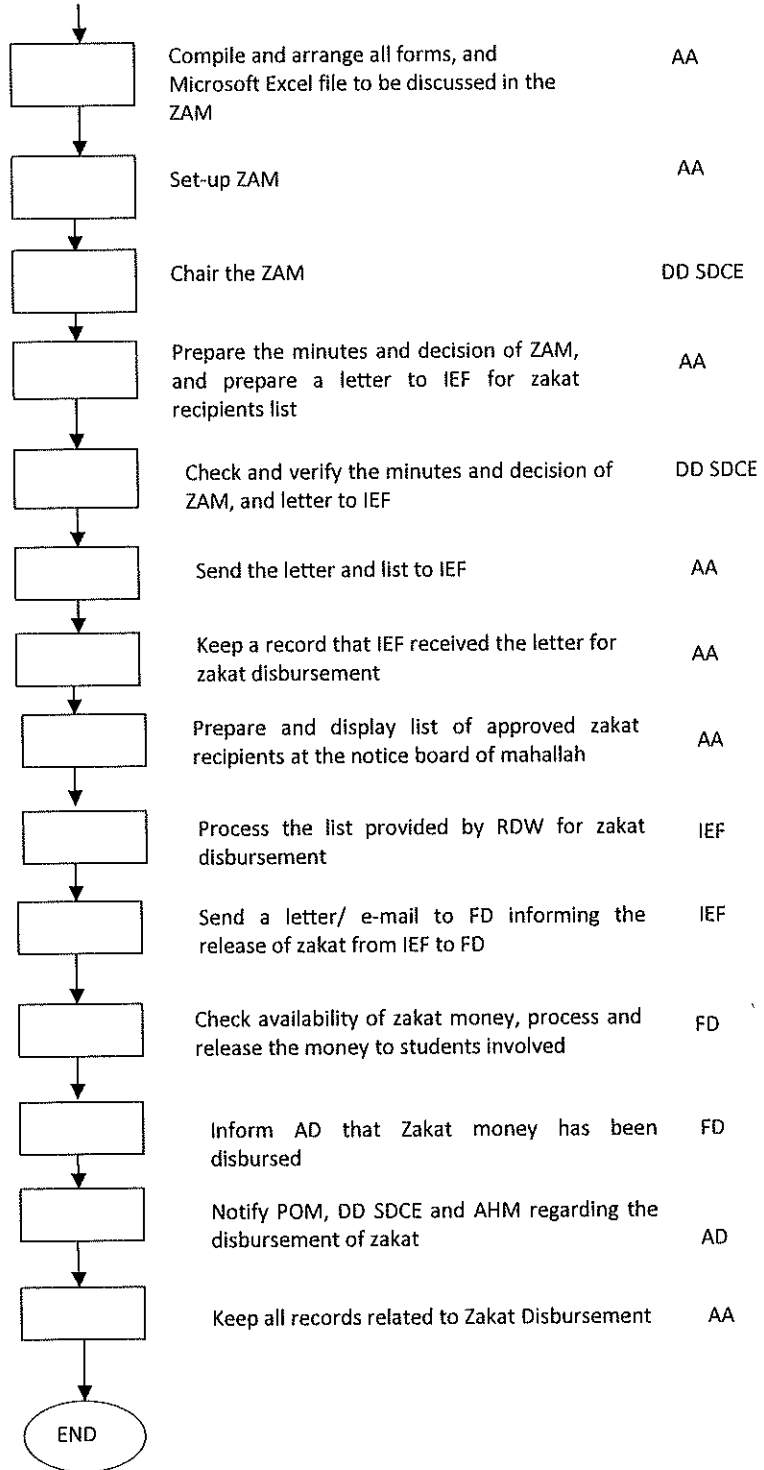 Compile and arrange all forms, and AA
Microsoft Excel file to be discussed in the
ZAM
Set-up ZAM AA
Chair the ZAM DD SDCE
Prepare the minutes and decision of ZAM, AA
and prepare a letter to IEF for zakat
recipients list
Check and verify the minutes and decision of DD SDCE
ZAM, and letter to IEF
Send the letter and list to IEF AA
Keep a record that IEF received the letter for AA
zakat disbursement
Prepare and display list of approved zakat AA
recipients at the notice board of mahallah
Process the list provided by RDW for zakat IEF
disbursement
Send a letter/ e-mail to FD informing the IEF
release of zakat from IEF to FD
Check availability of zakat money, process and FD
release the money to students involved
Inform AD that Zakat money has been FD
disbursed
Notify POM, DD SDCE and AHM regarding the
disbursement of zakat AD
Keep all records related to Zakat Disbursement AA
END